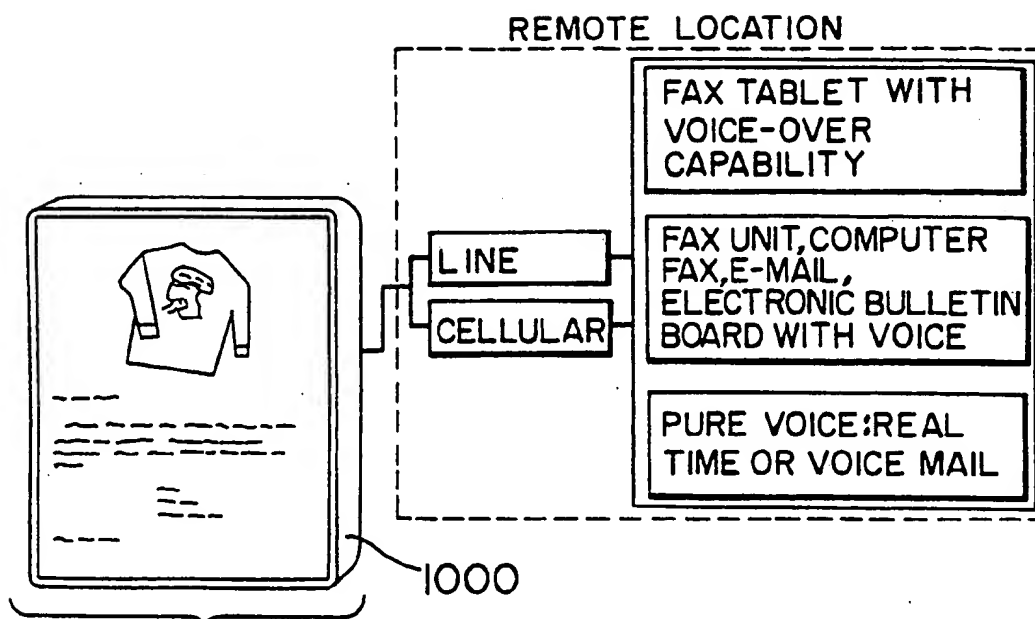 REMOTE LOCATION
FAX TABLET WITH
VOICE-OVER
CAPABILITY
LINE
CELLULAR
FAX UNIT, COMPUTER
FAX, E-MAIL,
ELECTRONIC BULLETIN
BOARD WITH VOICE
PURE VOICE:REAL
TIME OR VOICE MAIL
1000